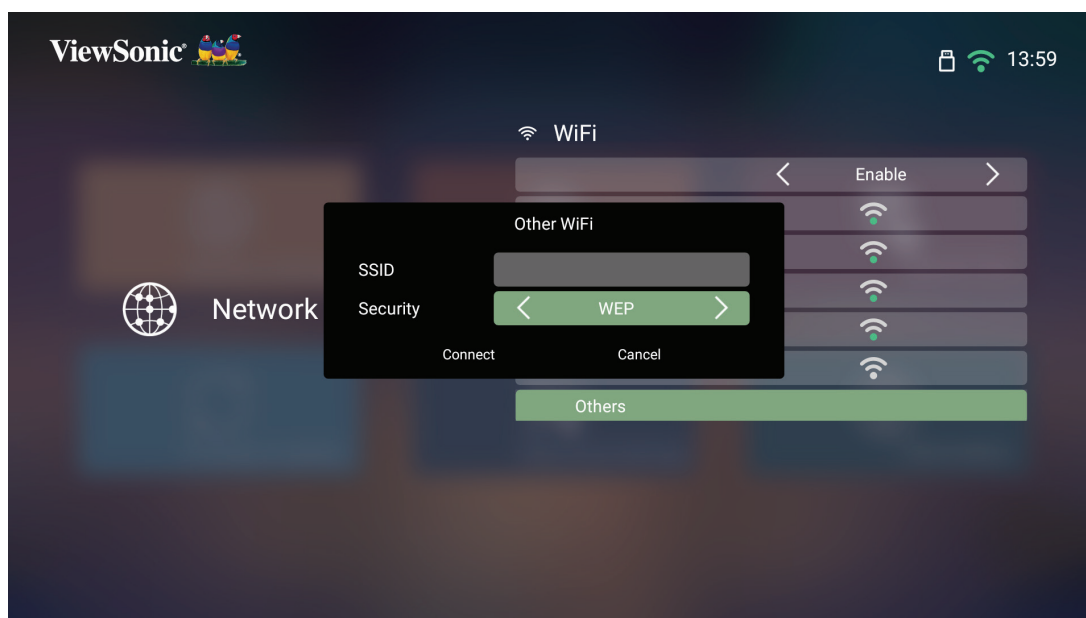 ViewSonic®
13:59
WiFi
Enable
Other WiFi
SSID
Network
Security
WEP
Connect
Cancel
Others